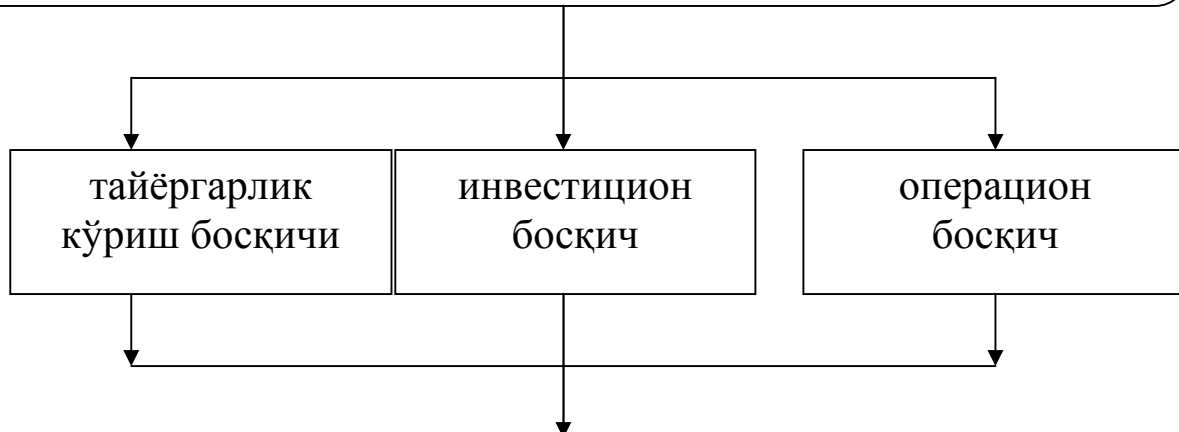 тайёргарлик
кўриш босқичи
инвестицион
босқич
операцион
босқич